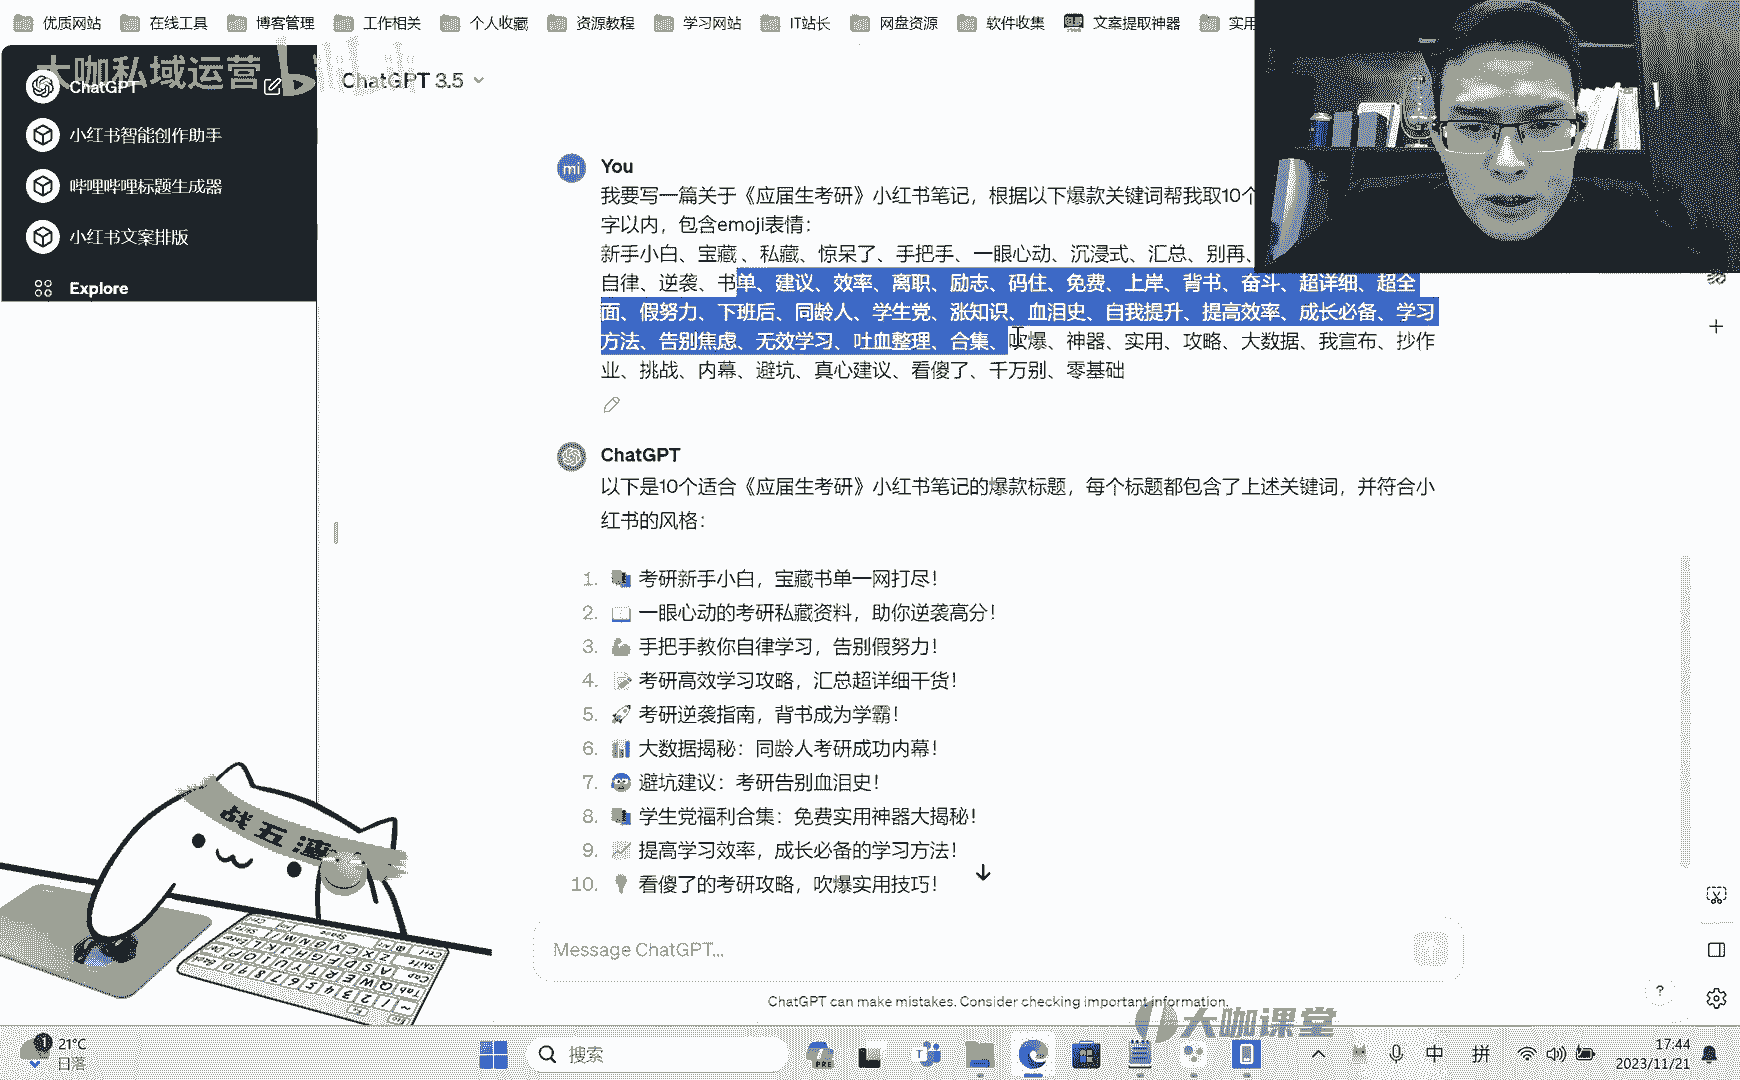 优质网站 在线工具 博客管理 工作相关 个人收藏 资源教程 学习网站 IT站长 网盘资源 软件收集 文案提取神器 实用
大咖私域运营
ChatGPT
小红书智能创作助手
哔哩哔哩标题生成器
小红书文案排版
Explore
ChatGPT 3.5
mi
You
我要写一篇关于《应届生考研》小红书笔记，根据以下爆款关键词帮我取10个
字以内，包含emoji表情：
新手小白、宝藏、私藏、惊呆了、手把手、一眼心动、沉浸式、汇总、别再、
自律、逆袭、书单、建议、效率、离职、励志、码住、免费、上岸、背书、奋斗、超详细、超全
面、假努力、下班后、同龄人、学生党、涨知识、血泪史、自我提升、提高效率、成长必备、学习
方法、告别焦虑、无效学习、吐血整理、合集、吹爆、神器、实用、攻略、大数据、我宣布、抄作
业、挑战、内幕、避坑、真心建议、看傻了、千万别、零基础
ChatGPT
以下是10个适合《应届生考研》小红书笔记的爆款标题，每个标题都包含了上述关键词，并符合小
红书的风格：
1. 📚 考研新手小白，宝藏书单一网打尽！
2. 📖 一眼心动的考研私藏资料，助你逆袭高分！
3. 💪 手把手教你自律学习，告别假努力！
4. 📝 考研高效学习攻略，汇总超详细干货！
5. 🚀 考研逆袭指南，背书成为学霸！
6. 📊 大数据揭秘：同龄人考研成功内幕！
7. 避坑建议：考研告别血泪史！
8. 📚 学生党福利合集：免费实用神器大揭秘！
9. 📈 提高学习效率，成长必备的学习方法！
10. 看傻了的考研攻略，吹爆实用技巧！
Message ChatGPT...
ChatGPT can make mistakes. Consider checking important information.
?
大咖课堂
1
21°C
日落
搜索
PRE
中
拼
17:44
2023/11/21